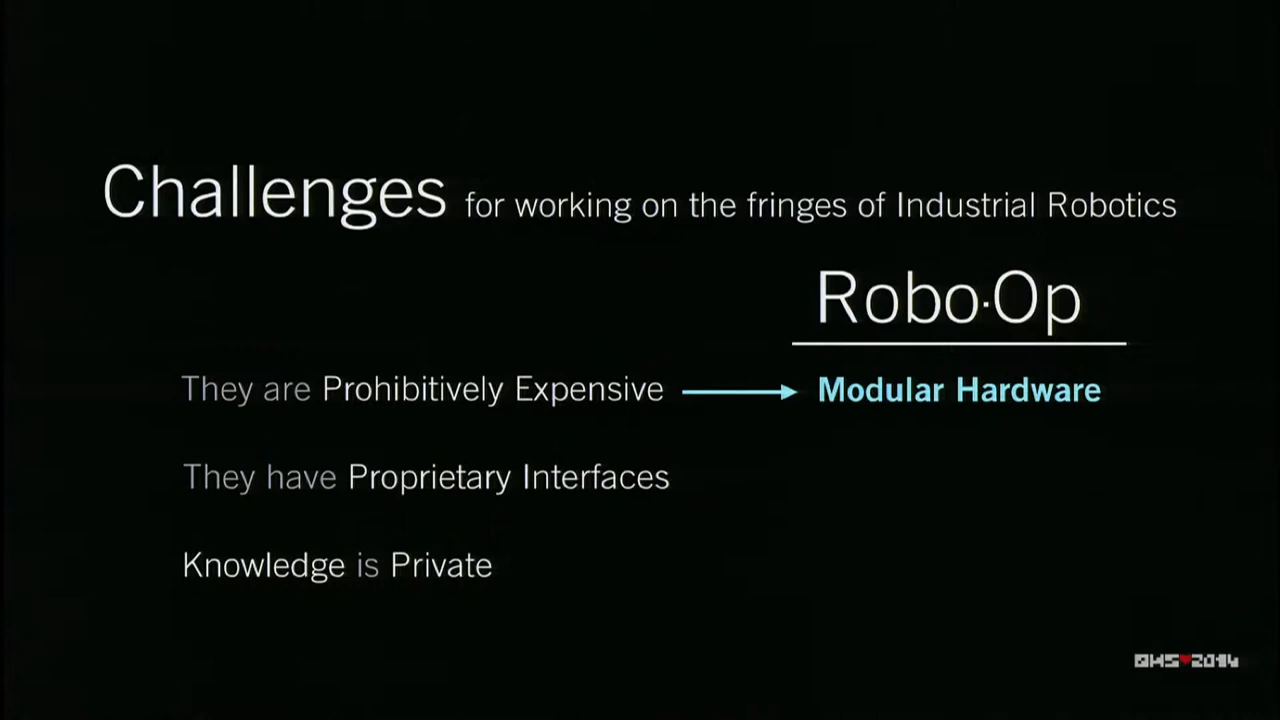 Challenges for working on the fringes of Industrial Robotics
Robo·Op
They are Prohibitively Expensive Modular Hardware
They have Proprietary Interfaces
Knowledge is Private
OHS♥2014